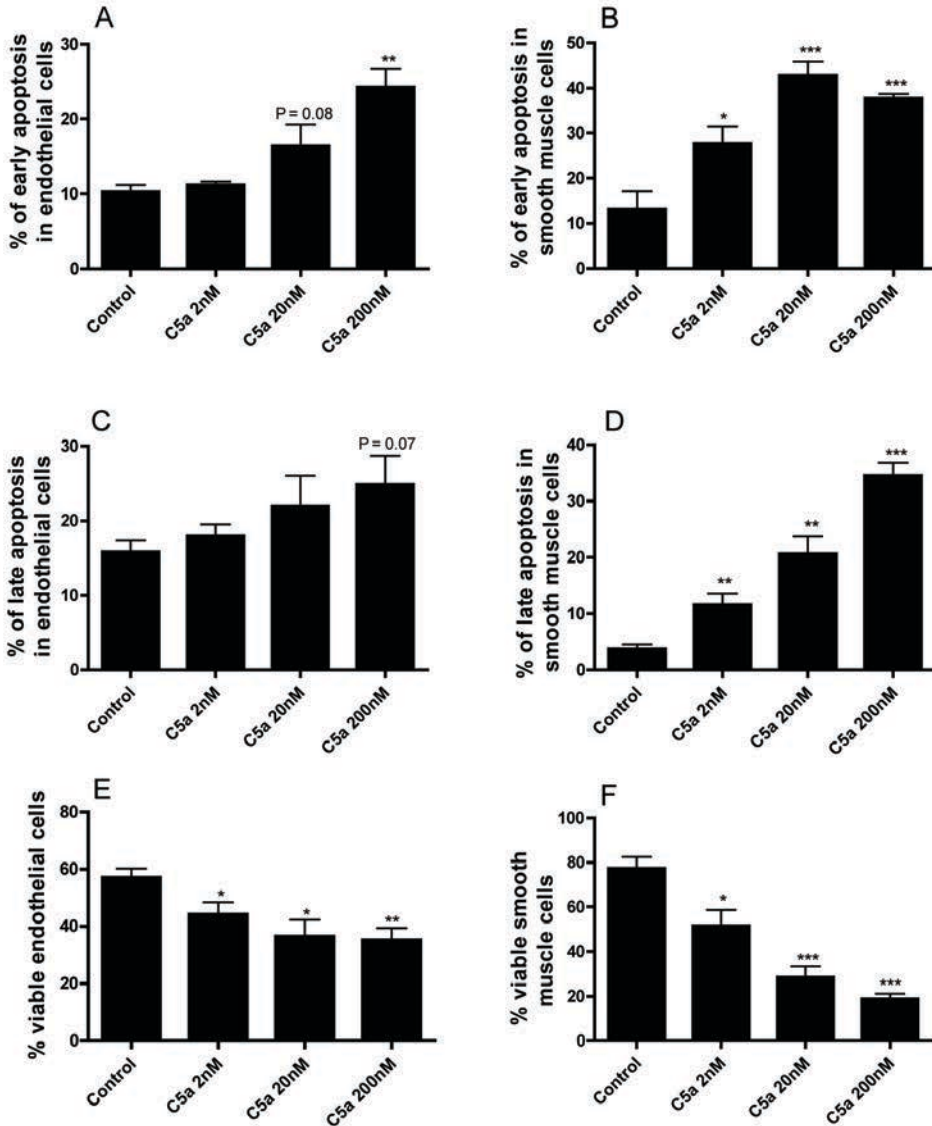 A
% of early apoptosis
in endothelial cells
30
20
10
0
P = 0.08
**
Control
C5a 2nM
C5a 20nM
C5a 200nM
B
% of early apoptosis in
smooth muscle cells
50
40
30
20
10
0
*
***
***
Control
C5a 2nM
C5a 20nM
C5a 200nM
C
% of late apoptosis
in endothelial cells
30
20
10
0
P = 0.07
Control
C5a 2nM
C5a 20nM
C5a 200nM
D
% of late apoptosis in
smooth muscle cells
40
30
20
10
0
**
**
***
Control
C5a 2nM
C5a 20nM
C5a 200nM
E
% viable endothelial cells
80
60
40
20
0
*
*
**
Control
C5a 2nM
C5a 20nM
C5a 200nM
F
% viable smooth
muscle cells
100
80
60
40
20
0
*
***
***
Control
C5a 2nM
C5a 20nM
C5a 200nM